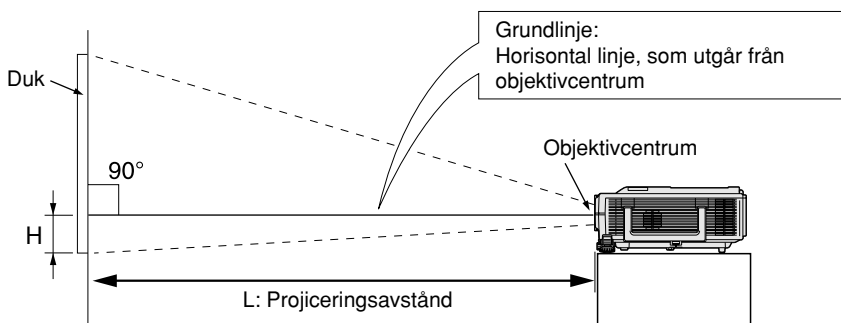 Grundlinje:
Horisontal linje, som utgår från
objektivcentrum
Duk
Objektivcentrum
90°
H
L: Projiceringsavstånd